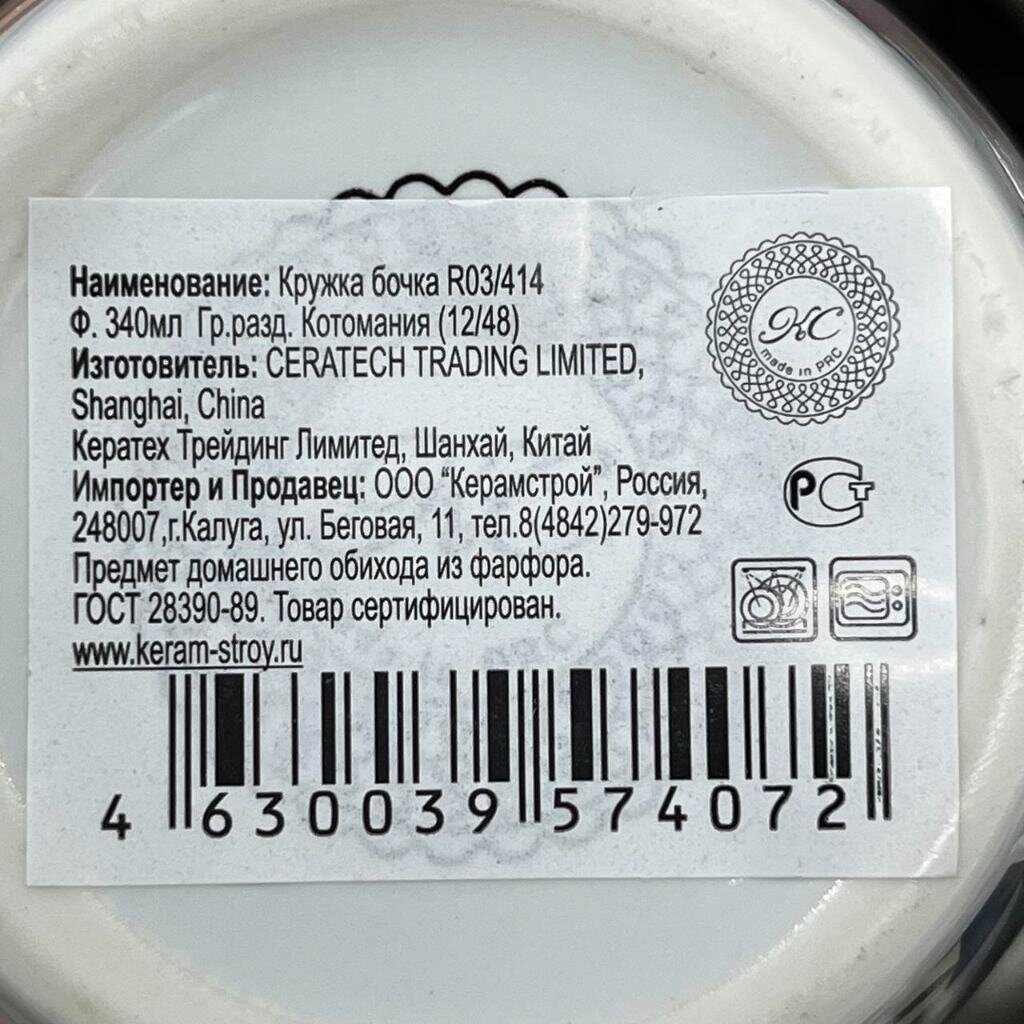 Наименование: Кружка бочка R03/414
Ф. 340мл Гр.разд. Котомания (12/48)
Изготовитель: CERATECH TRADING LIMITED,
Shanghai, China
Кератех Трейдинг Лимитед, Шанхай, Китай
Импортер и Продавец: ООО “Керамстрой”, Россия,
248007,г.Калуга, ул. Беговая, 11, тел.8(4842)279-972
Предмет домашнего обихода из фарфора.
ГОСТ 28390-89. Товар сертифицирован.
www.keram-stroy.ru
КС
made in PRC
РСТ
4 630039 574072